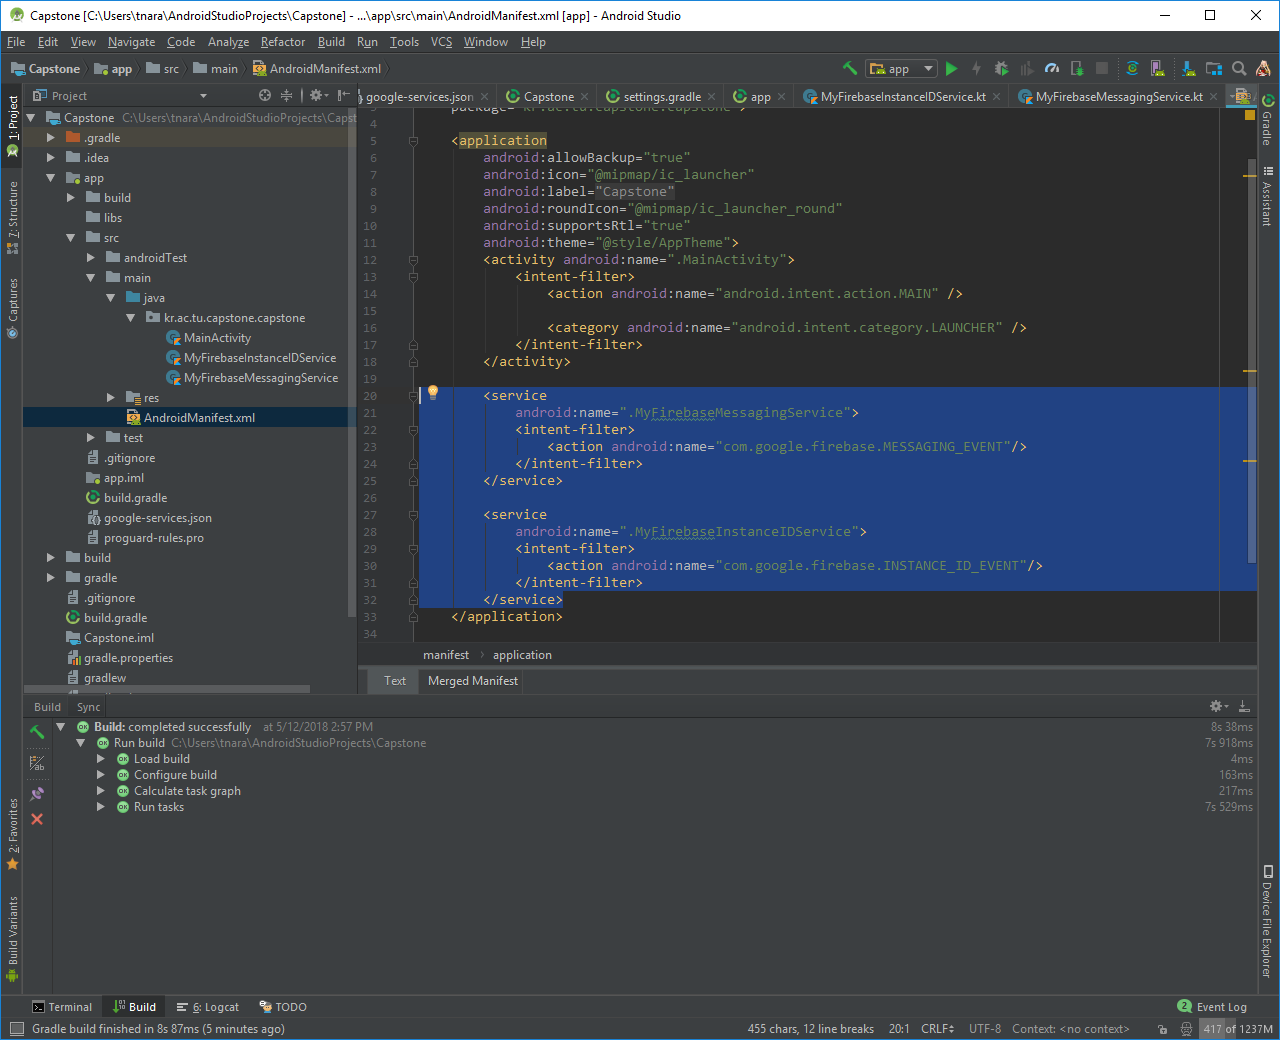 Capstone [C:\Users\tnara\AndroidStudioProjects\Capstone] - ...\app\src\main\AndroidManifest.xml [app] - Android Studio
File Edit View Navigate Code Analyze Refactor Build Run Tools VCS Window Help
Capstone app src main AndroidManifest.xml app
Project google-services.json Capstone settings.gradle app MyFirebaseInstanceIDService.kt MyFirebaseMessagingService.kt
1: Project
7: Structure
Captures
2: Favorites
Build Variants
Capstone C:\Users\tnara\AndroidStudioProjects\Capst
.gradle
.idea
app
build
libs
src
androidTest
main
java
kr.ac.tu.capstone.capstone
MainActivity
MyFirebaseInstanceIDService
MyFirebaseMessagingService
res
AndroidManifest.xml
test
.gitignore
app.iml
build.gradle
google-services.json
proguard-rules.pro
build
gradle
.gitignore
build.gradle
Capstone.iml
gradle.properties
gradlew
package="kr.ac.tu.capstone.capstone"
4
5 <application
6 android:allowBackup="true"
7 android:icon="@mipmap/ic_launcher"
8 android:label="Capstone"
9 android:roundIcon="@mipmap/ic_launcher_round"
10 android:supportsRtl="true"
11 android:theme="@style/AppTheme">
12 <activity android:name=".MainActivity">
13 <intent-filter>
14 <action android:name="android.intent.action.MAIN" />
15
16 <category android:name="android.intent.category.LAUNCHER" />
17 </intent-filter>
18 </activity>
19
20 <service
21 android:name=".MyFirebaseMessagingService">
22 <intent-filter>
23 <action android:name="com.google.firebase.MESSAGING_EVENT"/>
24 </intent-filter>
25 </service>
26
27 <service
28 android:name=".MyFirebaseInstanceIDService">
29 <intent-filter>
30 <action android:name="com.google.firebase.INSTANCE_ID_EVENT"/>
31 </intent-filter>
32 </service>
33 </application>
34
manifest › application
Text Merged Manifest
Gradle
Assistant
Device File Explorer
Build Sync
Build: completed successfully at 5/12/2018 2:57 PM 8s 38ms
Run build C:\Users\tnara\AndroidStudioProjects\Capstone 7s 918ms
OK Load build 4ms
OK Configure build 163ms
OK Calculate task graph 217ms
OK Run tasks 7s 529ms
Terminal Build 6: Logcat TODO 2 Event Log
Gradle build finished in 8s 87ms (5 minutes ago) 455 chars, 12 line breaks 20:1 CRLF UTF-8 Context: <no context> 417 of 1237M